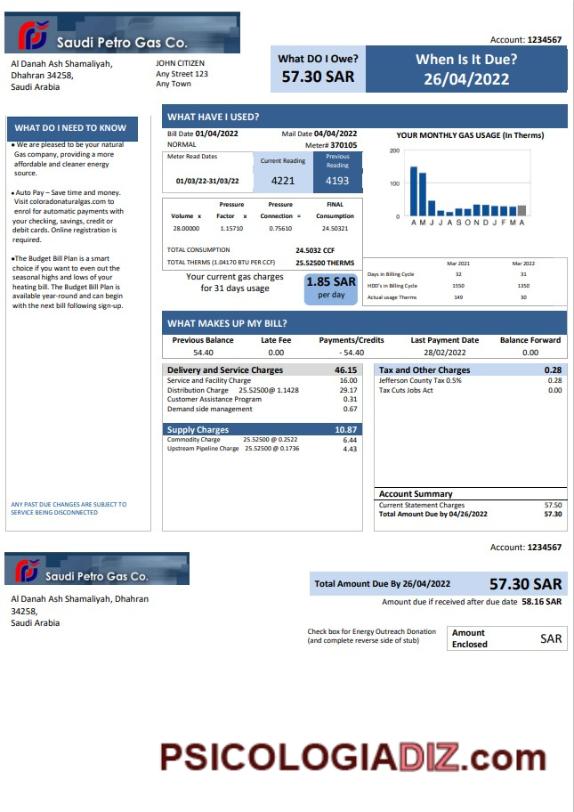 Saudi Petro Gas Co.
Account: 1234567
Al Danah Ash Shamaliyah,
Dhahran 34258,
Saudi Arabia
JOHN CITIZEN
Any Street 123
Any Town
What DO I Owe?
57.30 SAR
When Is It Due?
26/04/2022
WHAT DO I NEED TO KNOW
• We are pleased to be your natural
Gas company, providing a more
affordable and cleaner energy
source.
• Auto Pay – Save time and money.
Visit coloradonaturalgas.com to
enrol for automatic payments with
your checking, savings, credit or
debit cards. Online registration is
required.
•The Budget Bill Plan is a smart
choice if you want to even out the
seasonal highs and lows of your
heating bill. The Budget Bill Plan is
available year-round and can begin
with the next bill following sign-up.
ANY PAST DUE CHANGES ARE SUBJECT TO
SERVICE BEING DISCONNECTED
WHAT HAVE I USED?
Bill Date 01/04/2022 Mail Date 04/04/2022
NORMAL Meter# 370105
Meter Read Dates Current Reading Previous Reading
01/03/22-31/03/22 4221 4193
Pressure Pressure FINAL
Volume x Factor x Connection = Consumption
28.00000 1.15710 0.75610 24.50321
TOTAL CONSUMPTION 24.5032 CCF
TOTAL THERMS (1.04170 BTU PER CCF) 25.52500 THERMS
Your current gas charges
for 31 days usage
1.85 SAR
per day
YOUR MONTHLY GAS USAGE (In Therms)
200
100
0
A M J J A S O N D J F M A
Mar 2021 Mar 2022
Days in Billing Cycle 32 31
HDD's in Billing Cycle 1550 1350
Actual usage Therms 149 30
WHAT MAKES UP MY BILL?
Previous Balance Late Fee Payments/Credits Last Payment Date Balance Forward
54.40 0.00 - 54.40 28/02/2022 0.00
Delivery and Service Charges 46.15
Service and Facility Charge 16.00
Distribution Charge 25.52500@ 1.1428 29.17
Customer Assistance Program 0.31
Demand side management 0.67
Supply Charges 10.87
Commodity Charge 25.52500 @ 0.2522 6.44
Upstream Pipeline Charge 25.52500 @ 0.1736 4.43
Tax and Other Charges 0.28
Jefferson County Tax 0.5% 0.28
Tax Cuts Jobs Act 0.00
Account Summary
Current Statement Charges 57.50
Total Amount Due by 04/26/2022 57.30
Account: 1234567
Saudi Petro Gas Co.
Al Danah Ash Shamaliyah, Dhahran
34258,
Saudi Arabia
Total Amount Due By 26/04/2022 57.30 SAR
Amount due if received after due date 58.16 SAR
Check box for Energy Outreach Donation
(and complete reverse side of stub)
Amount
Enclosed
SAR
PSICOLOGIADIZ.com